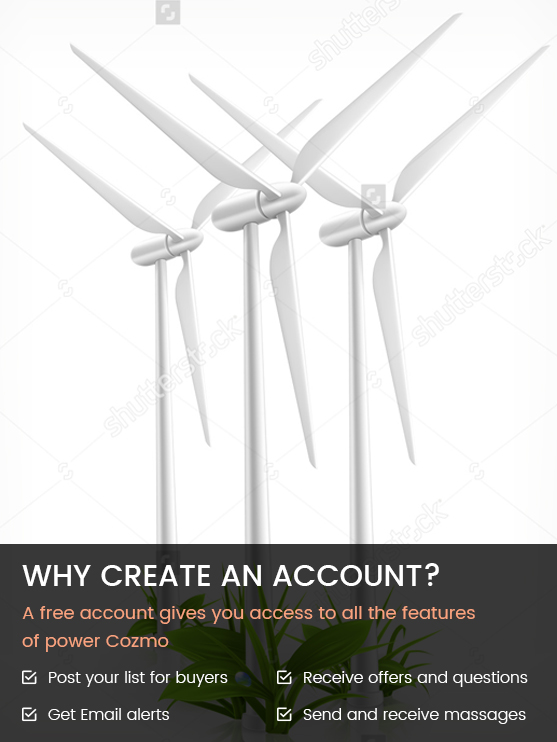 shutterstock
shutterstock
shutterstock
WHY CREATE AN ACCOUNT?
A free account gives you access to all the features
of power Cozmo
Post your list for buyers
Receive offers and questions
Get Email alerts
Send and receive massages